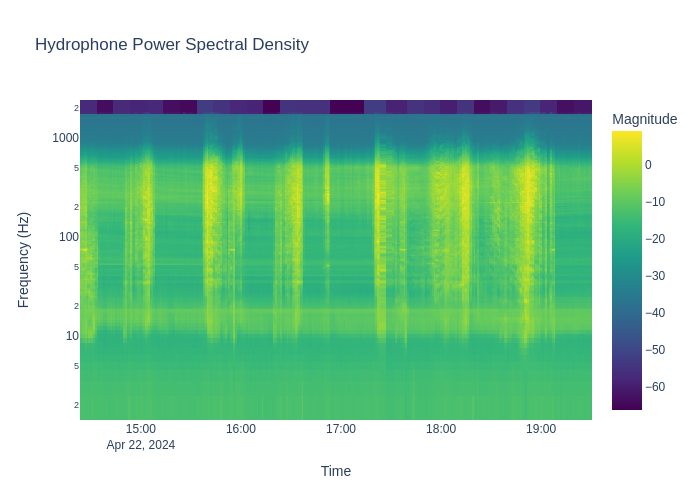 Hydrophone Power Spectral Density
Magnitude
2
1000
5
2
100
5
2
10
5
2
0
−10
−20
−30
−40
−50
−60
Frequency (Hz)
15:00 16:00 17:00 18:00 19:00
Apr 22, 2024
Time